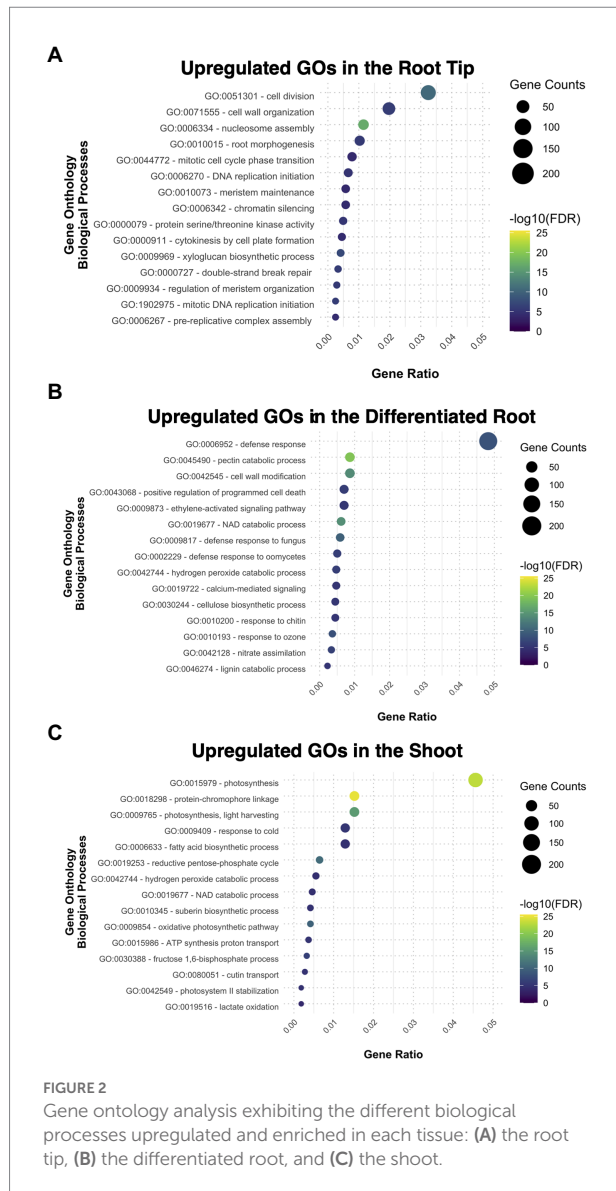 A
Upregulated GOs in the Root Tip
Gene Onthology
Biological Processes
GO:0051301 - cell division
GO:0071555 - cell wall organization
GO:0006334 - nucleosome assembly
GO:0010015 - root morphogenesis
GO:0044772 - mitotic cell cycle phase transition
GO:0006270 - DNA replication initiation
GO:0010073 - meristem maintenance
GO:0006342 - chromatin silencing
GO:0000079 - protein serine/threonine kinase activity
GO:0000911 - cytokinesis by cell plate formation
GO:0009969 - xyloglucan biosynthetic process
GO:0000727 - double-strand break repair
GO:0009934 - regulation of meristem organization
GO:1902975 - mitotic DNA replication initiation
GO:0006267 - pre-replicative complex assembly
0.00 0.01 0.02 0.03 0.04 0.05
Gene Ratio
Gene Counts
50
100
150
200
-log10(FDR)
25
20
15
10
5
0
B
Upregulated GOs in the Differentiated Root
Gene Onthology
Biological Processes
GO:0006952 - defense response
GO:0045490 - pectin catabolic process
GO:0042545 - cell wall modification
GO:0043068 - positive regulation of programmed cell death
GO:0009873 - ethylene-activated signaling pathway
GO:0019677 - NAD catabolic process
GO:0009817 - defense response to fungus
GO:0002229 - defense response to oomycetes
GO:0042744 - hydrogen peroxide catabolic process
GO:0019722 - calcium-mediated signaling
GO:0030244 - cellulose biosynthetic process
GO:0010200 - response to chitin
GO:0010193 - response to ozone
GO:0042128 - nitrate assimilation
GO:0046274 - lignin catabolic process
0.00 0.01 0.02 0.03 0.04 0.05
Gene Ratio
Gene Counts
50
100
150
200
-log10(FDR)
25
20
15
10
5
0
C
Upregulated GOs in the Shoot
Gene Onthology
Biological Processes
GO:0015979 - photosynthesis
GO:0018298 - protein-chromophore linkage
GO:0009765 - photosynthesis, light harvesting
GO:0009409 - response to cold
GO:0006633 - fatty acid biosynthetic process
GO:0019253 - reductive pentose-phosphate cycle
GO:0042744 - hydrogen peroxide catabolic process
GO:0019677 - NAD catabolic process
GO:0010345 - suberin biosynthetic process
GO:0009854 - oxidative photosynthetic pathway
GO:0015986 - ATP synthesis proton transport
GO:0030388 - fructose 1,6-bisphosphate process
GO:0080051 - cutin transport
GO:0042549 - photosystem II stabilization
GO:0019516 - lactate oxidation
0.00 0.01 0.02 0.03 0.04 0.05
Gene Ratio
Gene Counts
50
100
150
200
-log10(FDR)
25
20
15
10
5
0
FIGURE 2
Gene ontology analysis exhibiting the different biological
processes upregulated and enriched in each tissue: (A) the root
tip, (B) the differentiated root, and (C) the shoot.